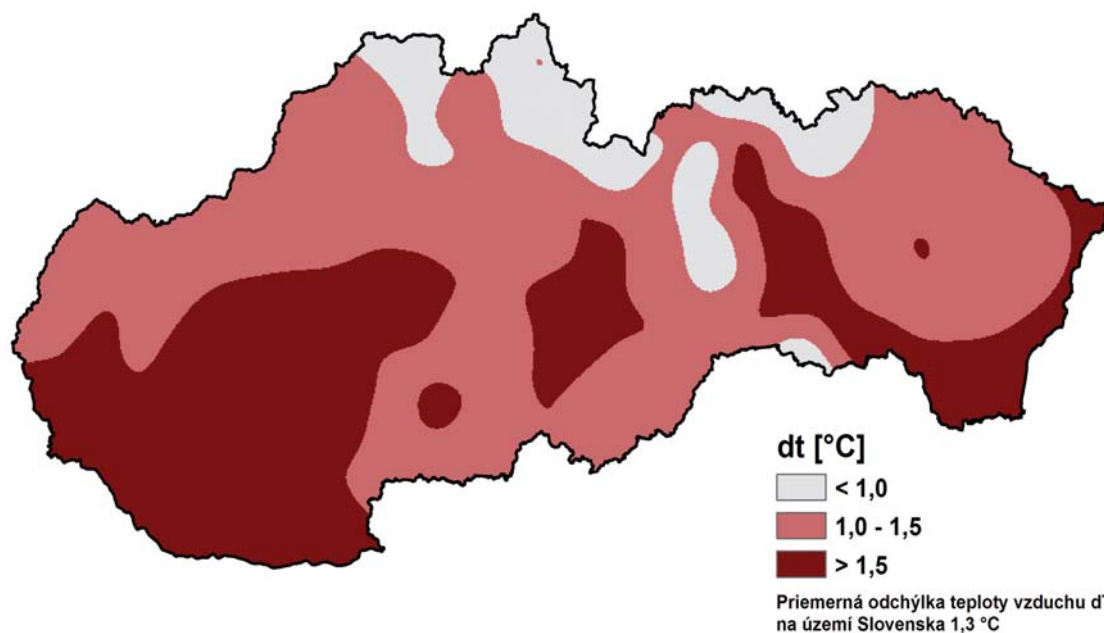 dt [°C]
< 1,0
1,0 - 1,5
> 1,5
Priemerná odchýlka teploty vzduchu
na území Slovenska 1,3 °C